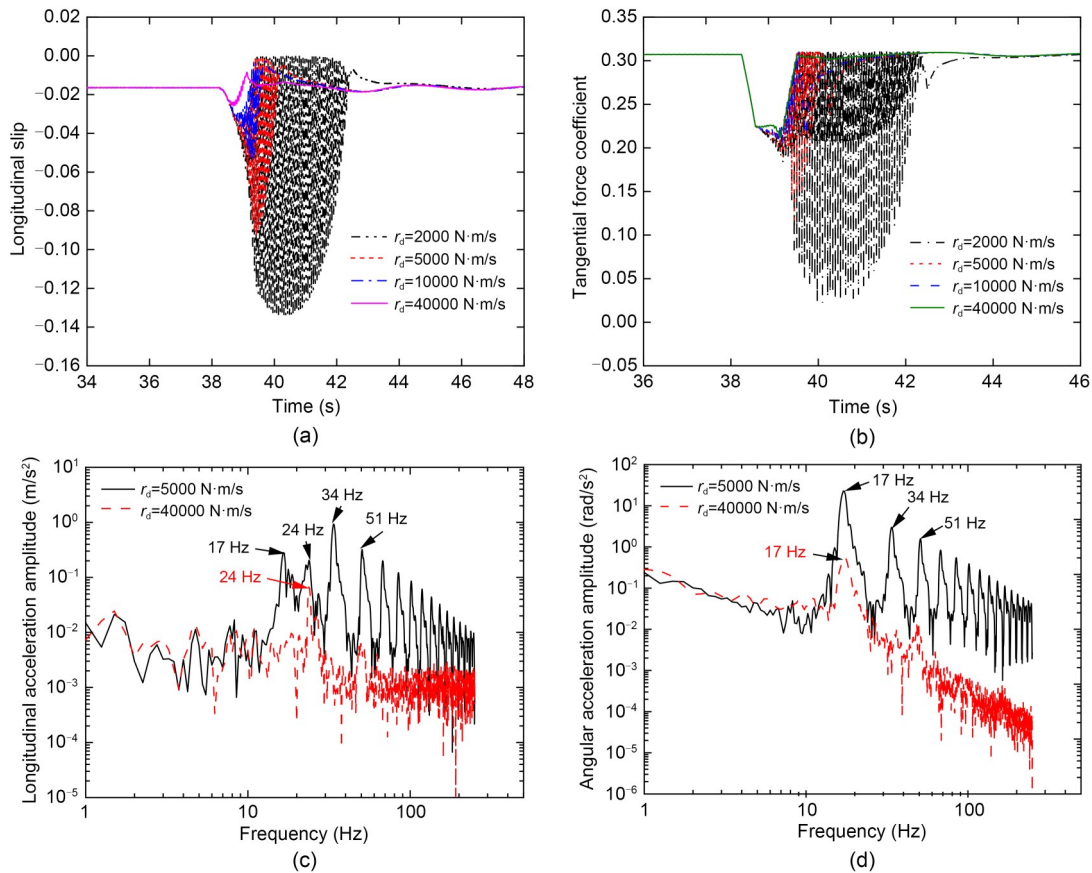 0.02
0.00
−0.02
−0.04
−0.06
−0.08
−0.10
−0.12
−0.14
−0.16
Longitudinal slip
rd=2000 N·m/s
rd=5000 N·m/s
rd=10000 N·m/s
rd=40000 N·m/s
34 36 38 40 42 44 46 48
Time (s)
(a)
0.35
0.30
0.25
0.20
0.15
0.10
0.05
0.00
−0.05
Tangential force coefficient
rd=2000 N·m/s
rd=5000 N·m/s
rd=10000 N·m/s
rd=40000 N·m/s
36 38 40 42 44 46
Time (s)
(b)
10¹
10⁰
10⁻¹
10⁻²
10⁻³
10⁻⁴
10⁻⁵
Longitudinal acceleration amplitude (m/s²)
rd=5000 N·m/s
rd=40000 N·m/s
34 Hz
24 Hz
17 Hz
51 Hz
24 Hz
1 10 100
Frequency (Hz)
(c)
10²
10¹
10⁰
10⁻¹
10⁻²
10⁻³
10⁻⁴
10⁻⁵
10⁻⁶
Angular acceleration amplitude (rad/s²)
rd=5000 N·m/s
rd=40000 N·m/s
17 Hz
34 Hz
51 Hz
17 Hz
1 10 100
Frequency (Hz)
(d)